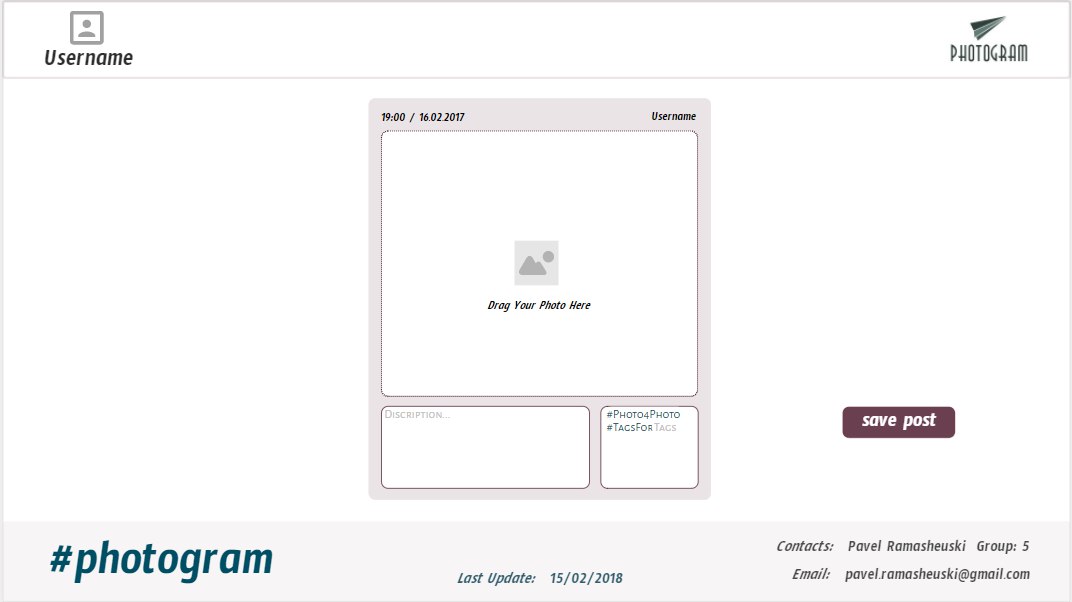 Username
PHOTOGRAM
19:00 / 16.02.2017 Username
Drag Your Photo Here
Discription...
#Photo4Photo
#TagsForTags
save post
#photogram
Last Update: 15/02/2018
Contacts: Pavel Ramasheuski Group: 5
Email: pavel.ramasheuski@gmail.com